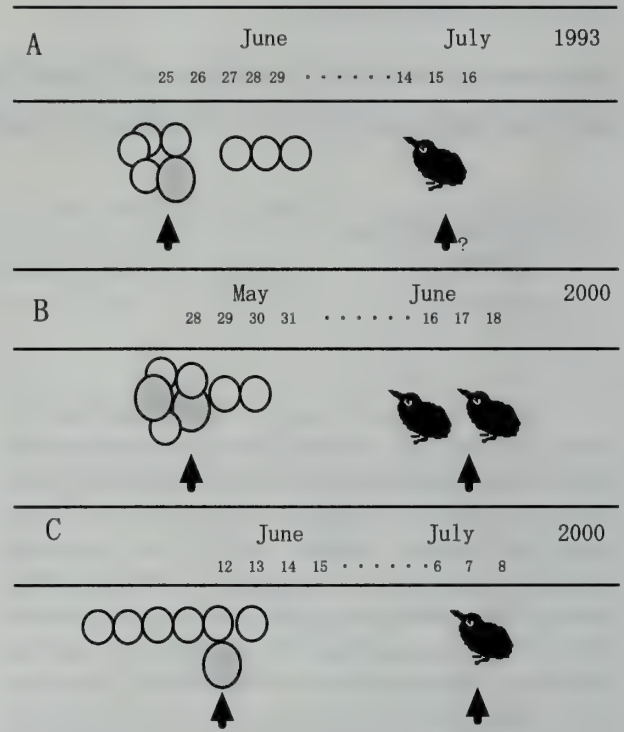 A June July 1993
25 26 27 28 29 · · · · · · 14 15 16
?
B May June 2000
28 29 30 31 · · · · · · 16 17 18
C June July 2000
12 13 14 15 · · · · · · 6 7 8